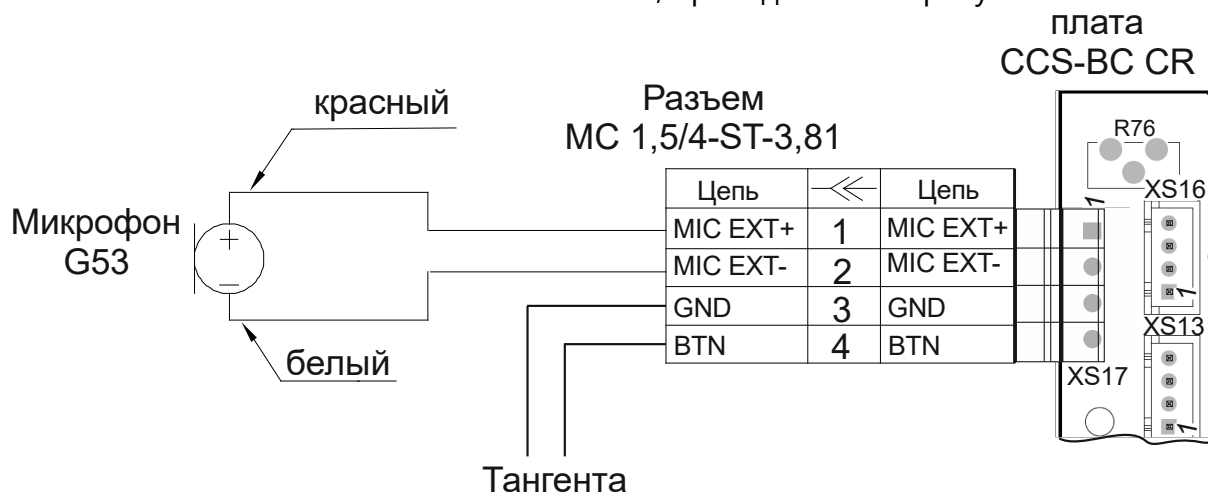 плата
CCS-BC CR
красный
Разъем
MC 1,5/4-ST-3,81
R76
XS16
Цепь Цепь
Микрофон
G53
MIC EXT+ 1 MIC EXT+
MIC EXT- 2 MIC EXT-
GND 3 GND
BTN 4 BTN
1
1
XS13
XS17
1
белый
Тангента